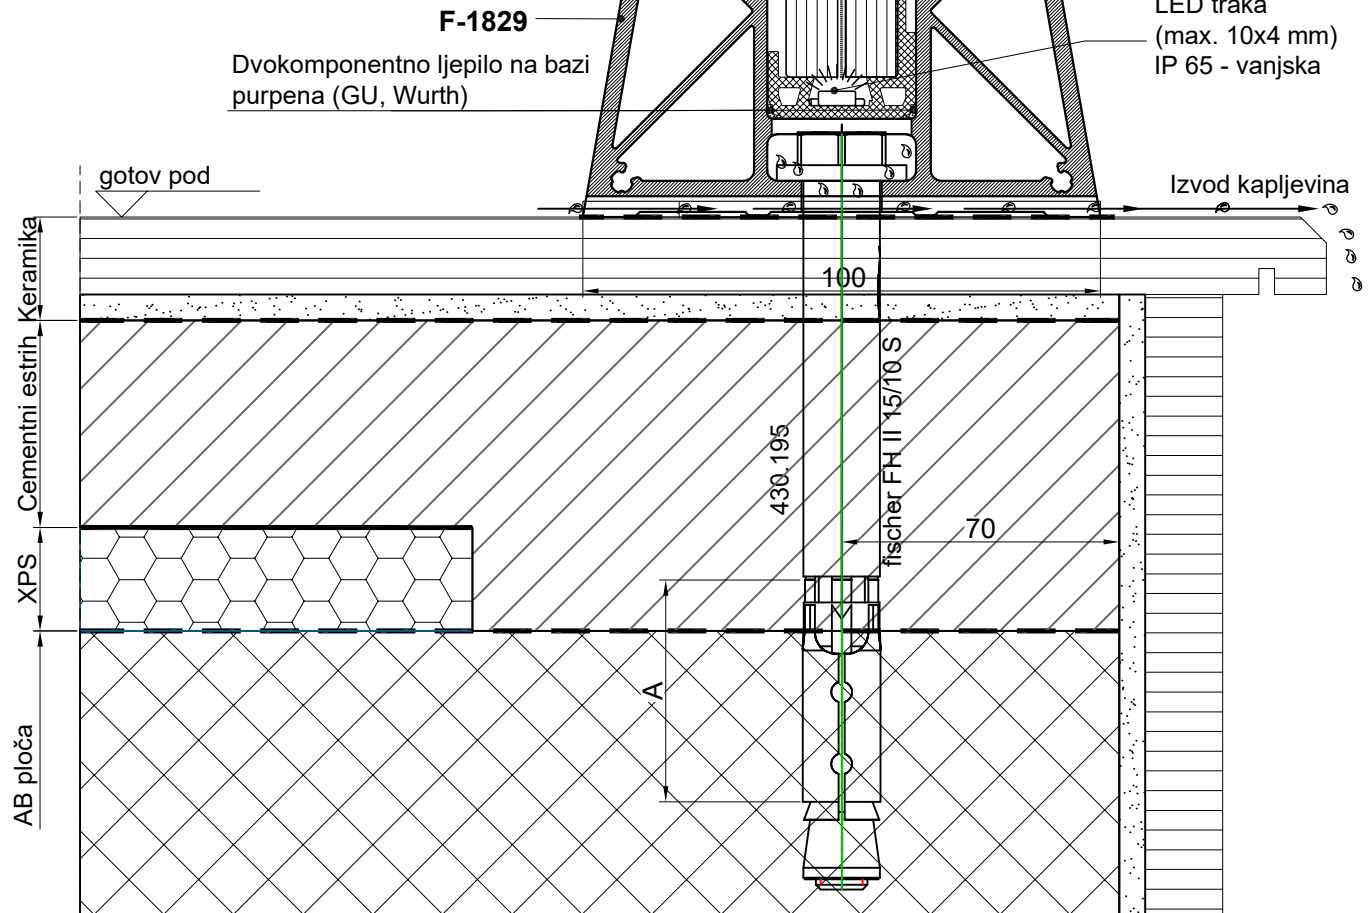 F-1829
LED traka
(max. 10x4 mm)
IP 65 - vanjska
Dvokomponentno ljepilo na bazi
purpena (GU, Wurth)
gotov pod
Izvod kapljevina
Keramika
100
Cementni estrih
fischer FH II 15/10 S
430.195
70
XPS
A
AB ploča